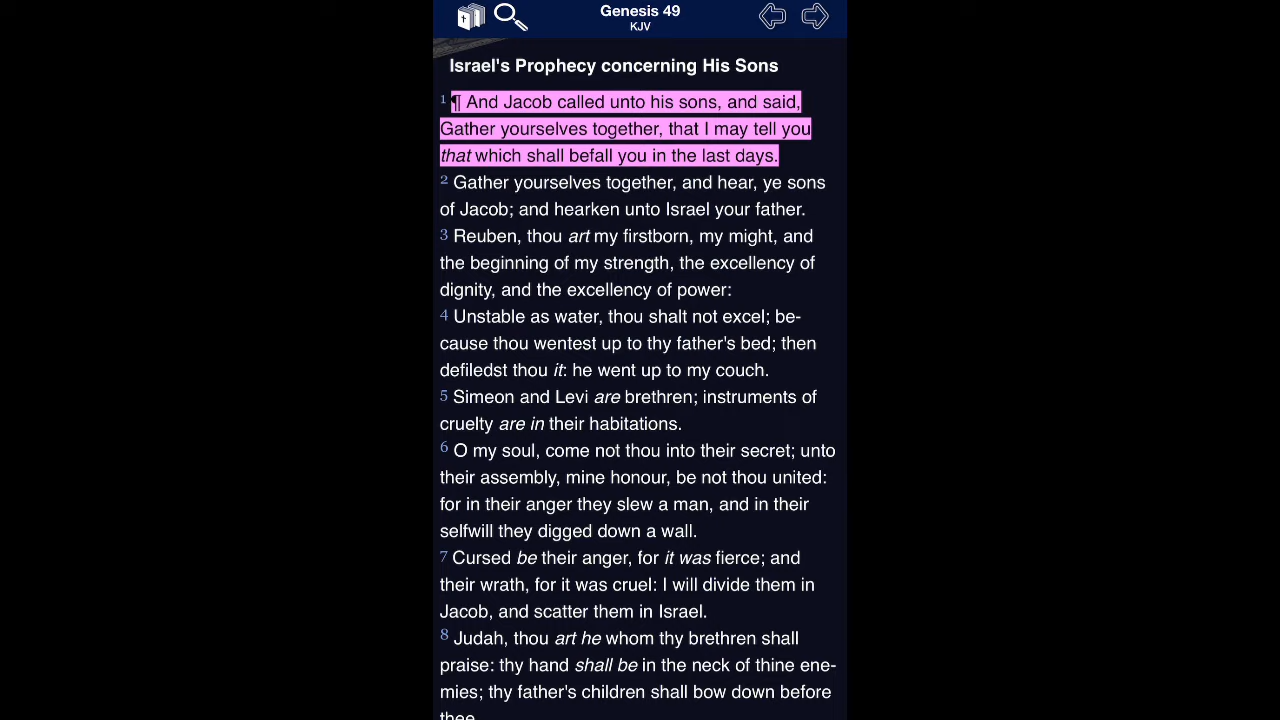 Genesis 49
KJV
Israel's Prophecy concerning His Sons
1 ¶ And Jacob called unto his sons, and said,
Gather yourselves together, that I may tell you
that which shall befall you in the last days.
2 Gather yourselves together, and hear, ye sons
of Jacob; and hearken unto Israel your father.
3 Reuben, thou art my firstborn, my might, and
the beginning of my strength, the excellency of
dignity, and the excellency of power:
4 Unstable as water, thou shalt not excel; be-
cause thou wentest up to thy father's bed; then
defiledst thou it: he went up to my couch.
5 Simeon and Levi are brethren; instruments of
cruelty are in their habitations.
6 O my soul, come not thou into their secret; unto
their assembly, mine honour, be not thou united:
for in their anger they slew a man, and in their
selfwill they digged down a wall.
7 Cursed be their anger, for it was fierce; and
their wrath, for it was cruel: I will divide them in
Jacob, and scatter them in Israel.
8 Judah, thou art he whom thy brethren shall
praise: thy hand shall be in the neck of thine ene-
mies; thy father's children shall bow down before
thee